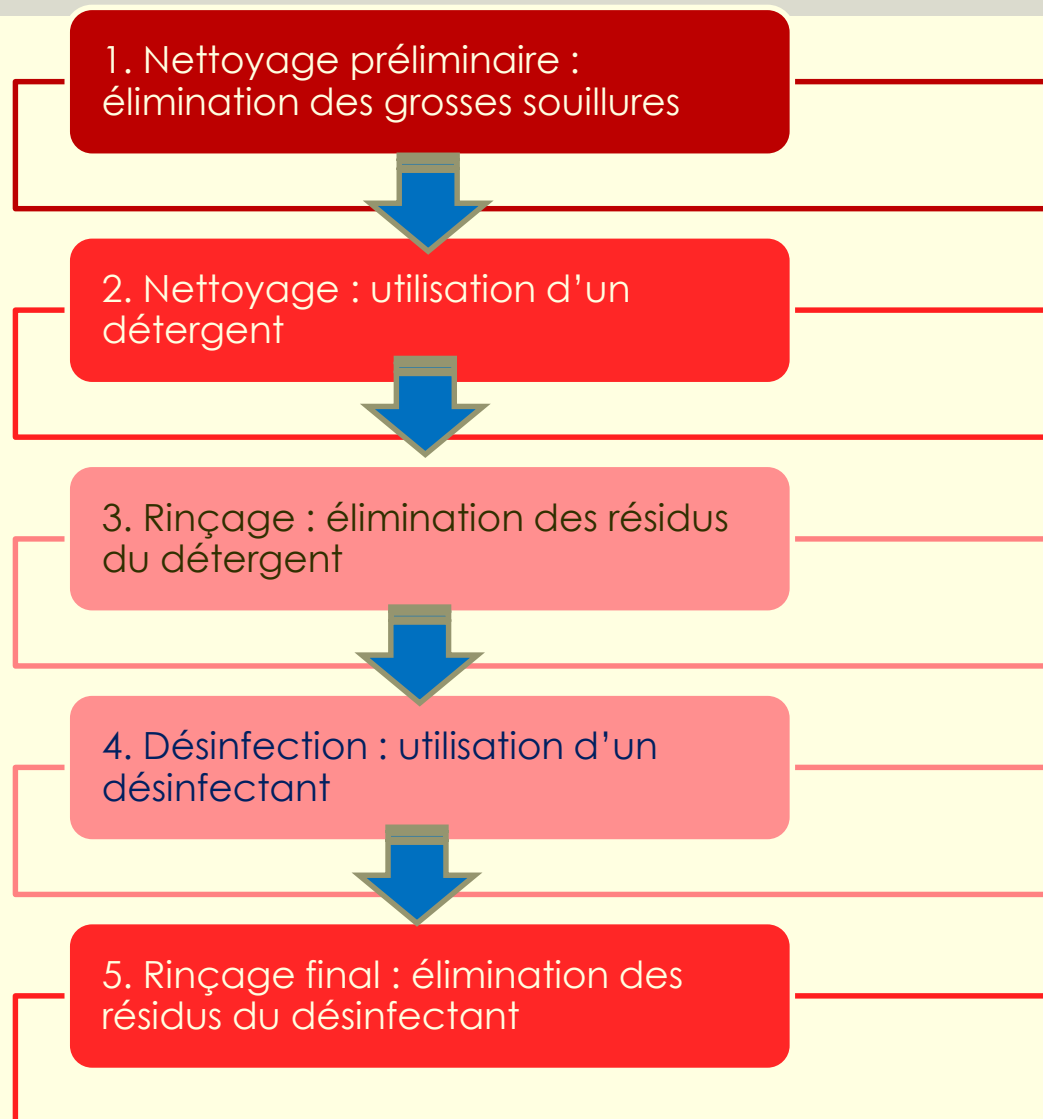 1. Nettoyage préliminaire :
élimination des grosses souillures
2. Nettoyage : utilisation d’un
détergent
3. Rinçage : élimination des résidus
du détergent
4. Désinfection : utilisation d’un
désinfectant
5. Rinçage final : élimination des
résidus du désinfectant